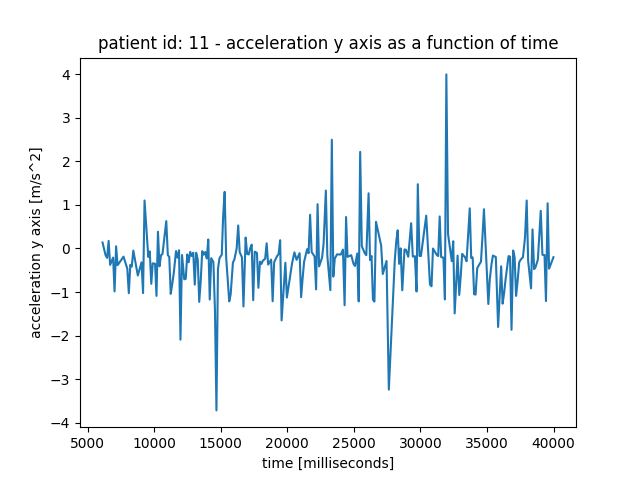 patient id: 11 - acceleration y axis as a function of time
acceleration y axis [m/s^2]
4
3
2
1
0
−1
−2
−3
−4
5000 10000 15000 20000 25000 30000 35000 40000
time [milliseconds]